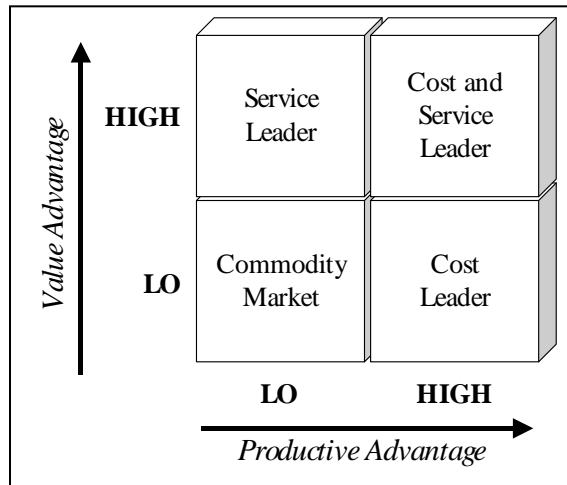 Value Advantage
HIGH
Service
Leader
Cost and
Service
Leader
LO
Commodity
Market
Cost
Leader
LO
HIGH
Productive Advantage